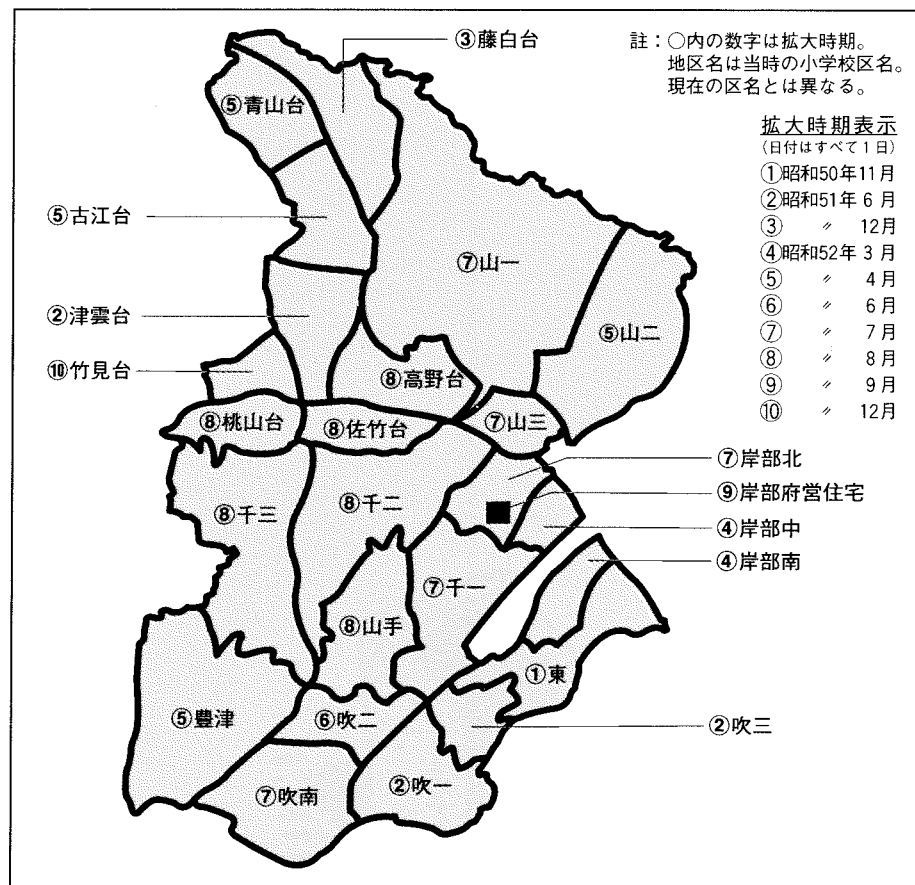 ③藤白台
註：○内の数字は拡大時期。
地区名は当時の小学校区名。
現在の区名とは異なる。
拡大時期表示
(日付はすべて1日)
①昭和50年11月
②昭和51年 6月
③ 〃 12月
④昭和52年 3月
⑤ 〃 4月
⑥ 〃 6月
⑦ 〃 7月
⑧ 〃 8月
⑨ 〃 9月
⑩ 〃 12月
⑤青山台
⑤古江台
⑦山一
②津雲台
⑤山二
⑩竹見台
⑧高野台
⑧桃山台
⑧佐竹台
⑦山三
⑦岸部北
⑨岸部府営住宅
⑧千三
⑧千二
④岸部中
④岸部南
⑦千一
⑧山手
①東
⑤豊津
⑥吹二
②吹三
⑦吹南
②吹一